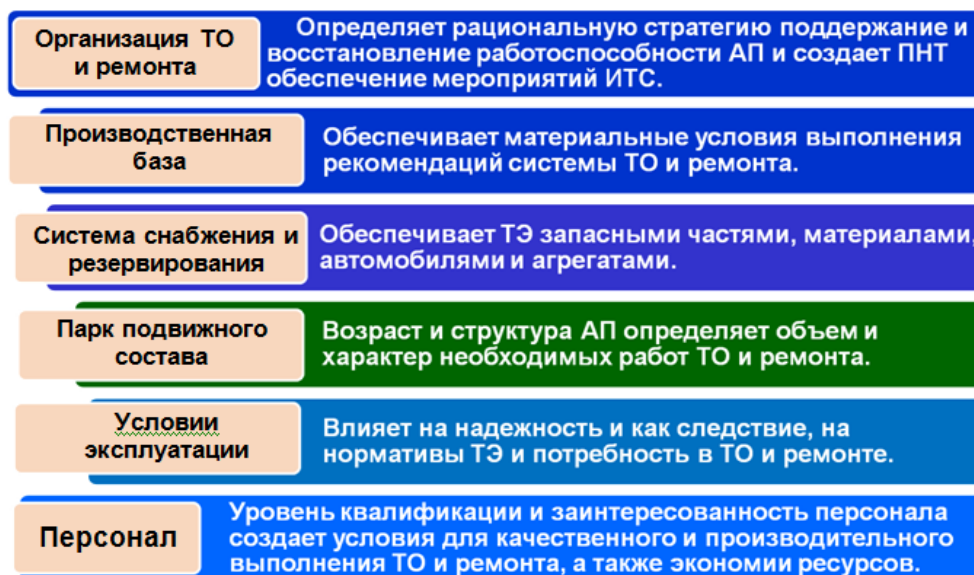 Организация ТО
и ремонта
Определяет рациональную стратегию поддержание и
восстановление работоспособности АП и создает ПНТ
обеспечение мероприятий ИТС.
Производственная
база
Обеспечивает материальные условия выполнения
рекомендаций системы ТО и ремонта.
Система снабжения и
резервирования
Обеспечивает ТЭ запасными частями, материалами,
автомобилями и агрегатами.
Парк подвижного
состава
Возраст и структура АП определяет объем и
характер необходимых работ ТО и ремонта.
Условии
эксплуатации
Влияет на надежность и как следствие, на
нормативы ТЭ и потребность в ТО и ремонте.
Персонал
Уровень квалификации и заинтересованность персонала
создает условия для качественного и производительного
выполнения ТО и ремонта, а также экономии ресурсов.